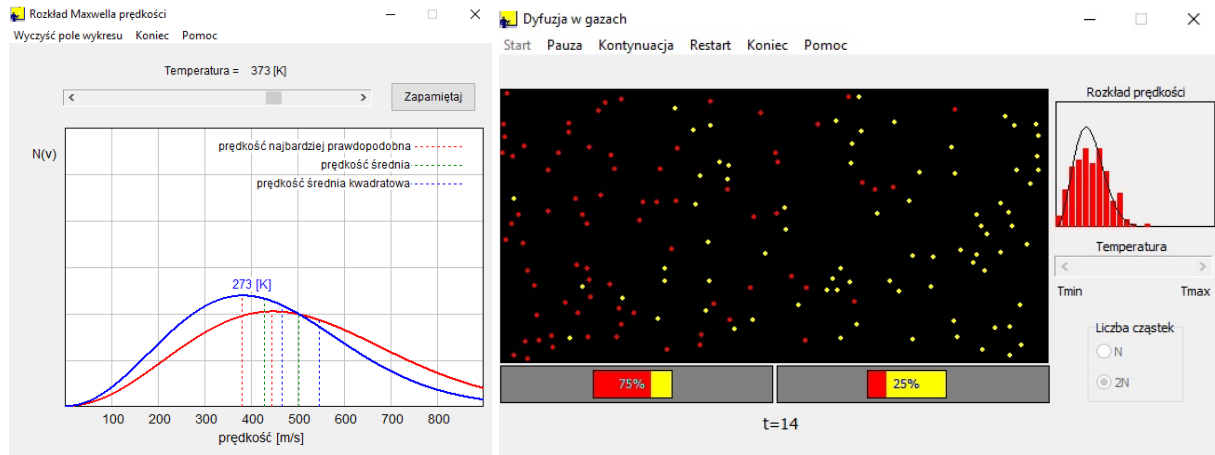 Rozkład Maxwella prędkości
Wyczyść pole wykresu Koniec Pomoc
Temperatura = 373 [K]
Zapamiętaj
N(v)
prędkość najbardziej prawdopodobna
prędkość średnia
prędkość średnia kwadratowa
273 [K]
100 200 300 400 500 600 700 800
prędkość [m/s]
Dyfuzja w gazach
Start Pauza Kontynuacja Restart Koniec Pomoc
Rozkład prędkości
Temperatura
Tmin Tmax
Liczba cząstek
N
2N
75% 25%
t=14